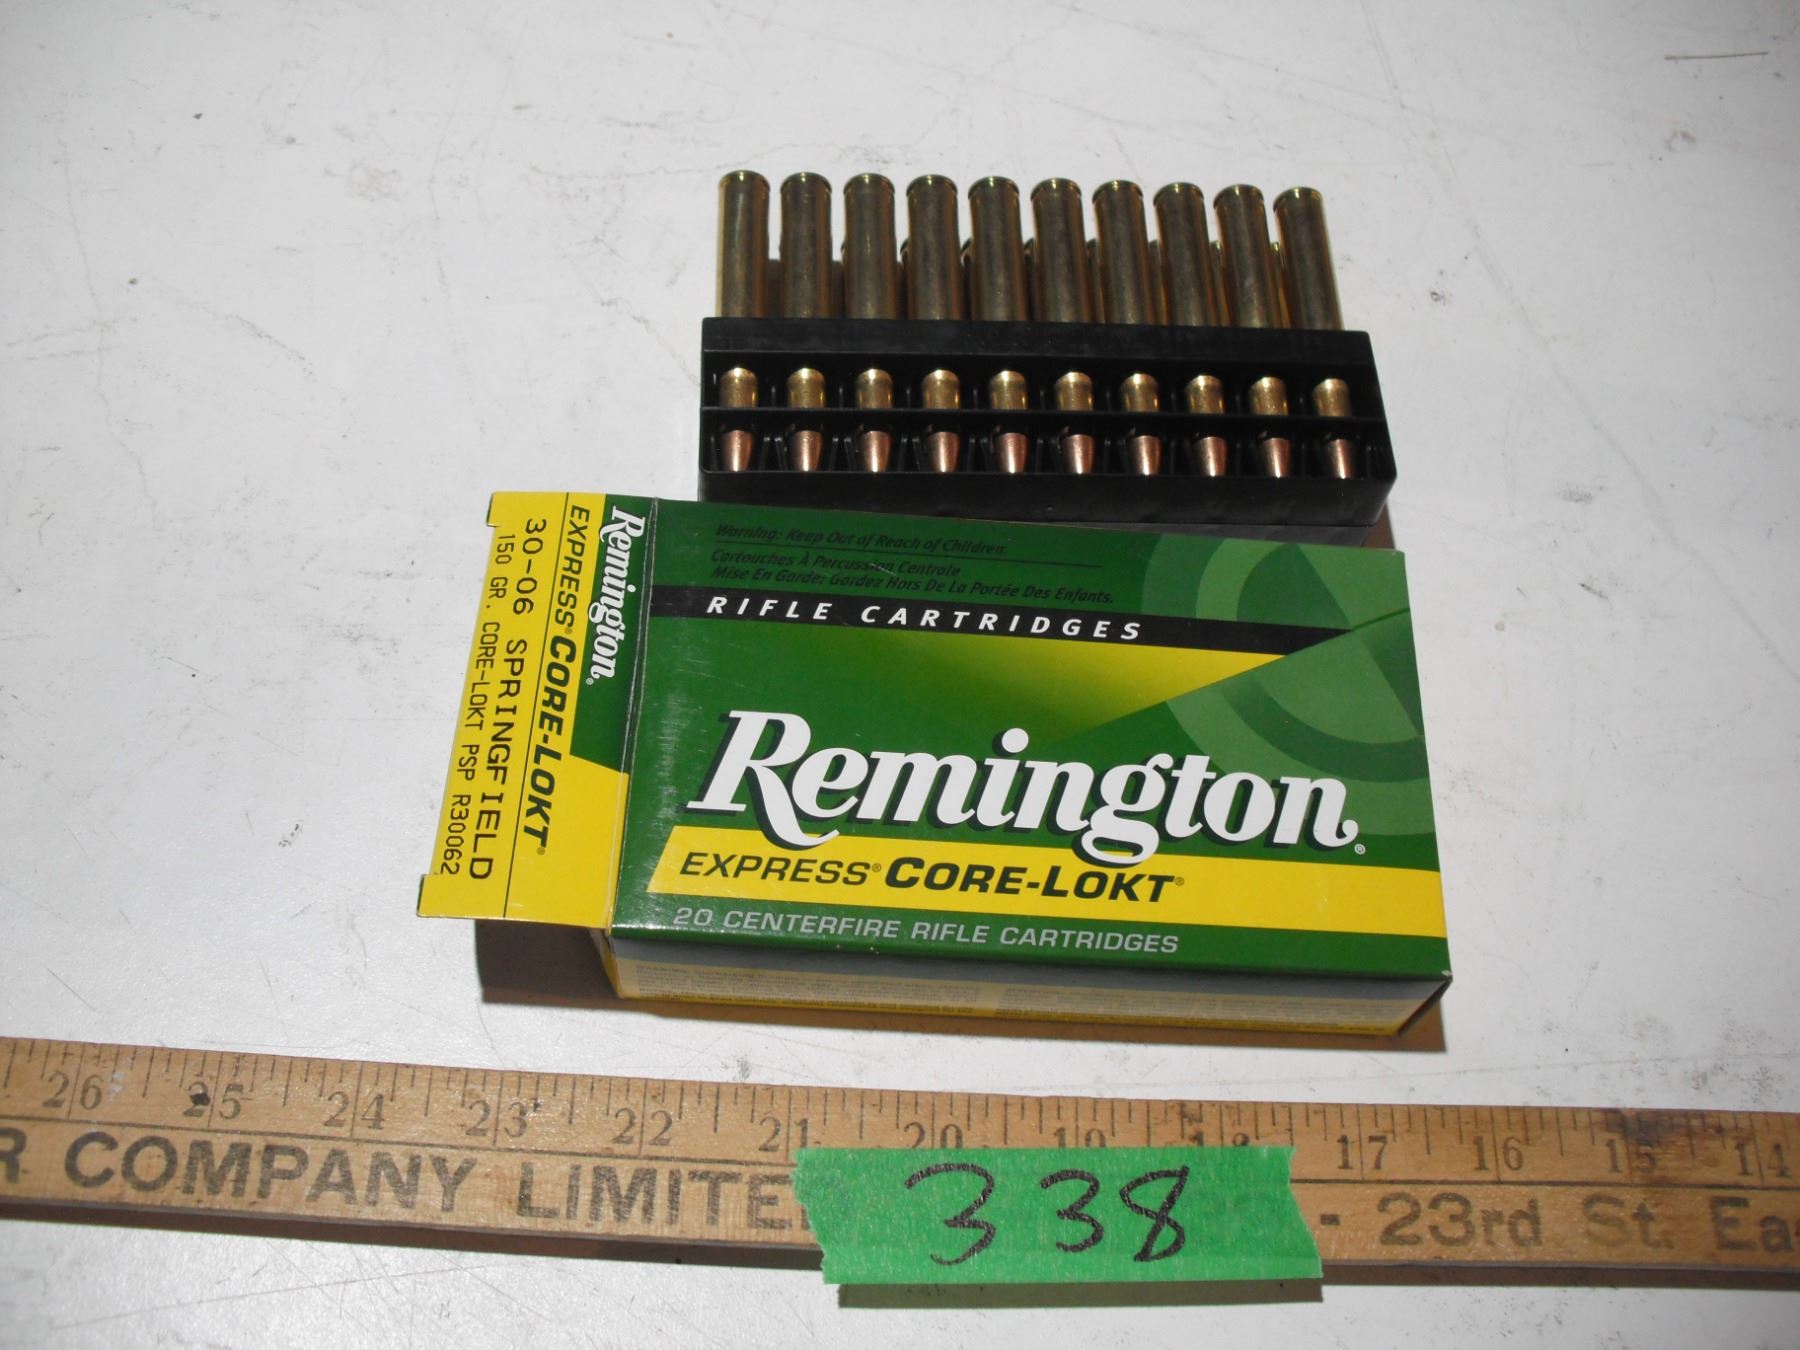 Warning: Keep Out of Reach of Children.
Cartouches À Percussion Centrale
Mise En Garde: Gardez Hors De La Portée Des Enfants.
RIFLE CARTRIDGES
Remington®
EXPRESS® CORE-LOKT®
20 CENTERFIRE RIFLE CARTRIDGES
Remington®
EXPRESS® CORE-LOKT®
30-06 SPRINGFIELD
150 GR. CORE-LOKT PSP R30062
26 25 24 23 22 21 20 19 18 17 16 15 14
R COMPANY LIMITE - 23rd St. Ea
338